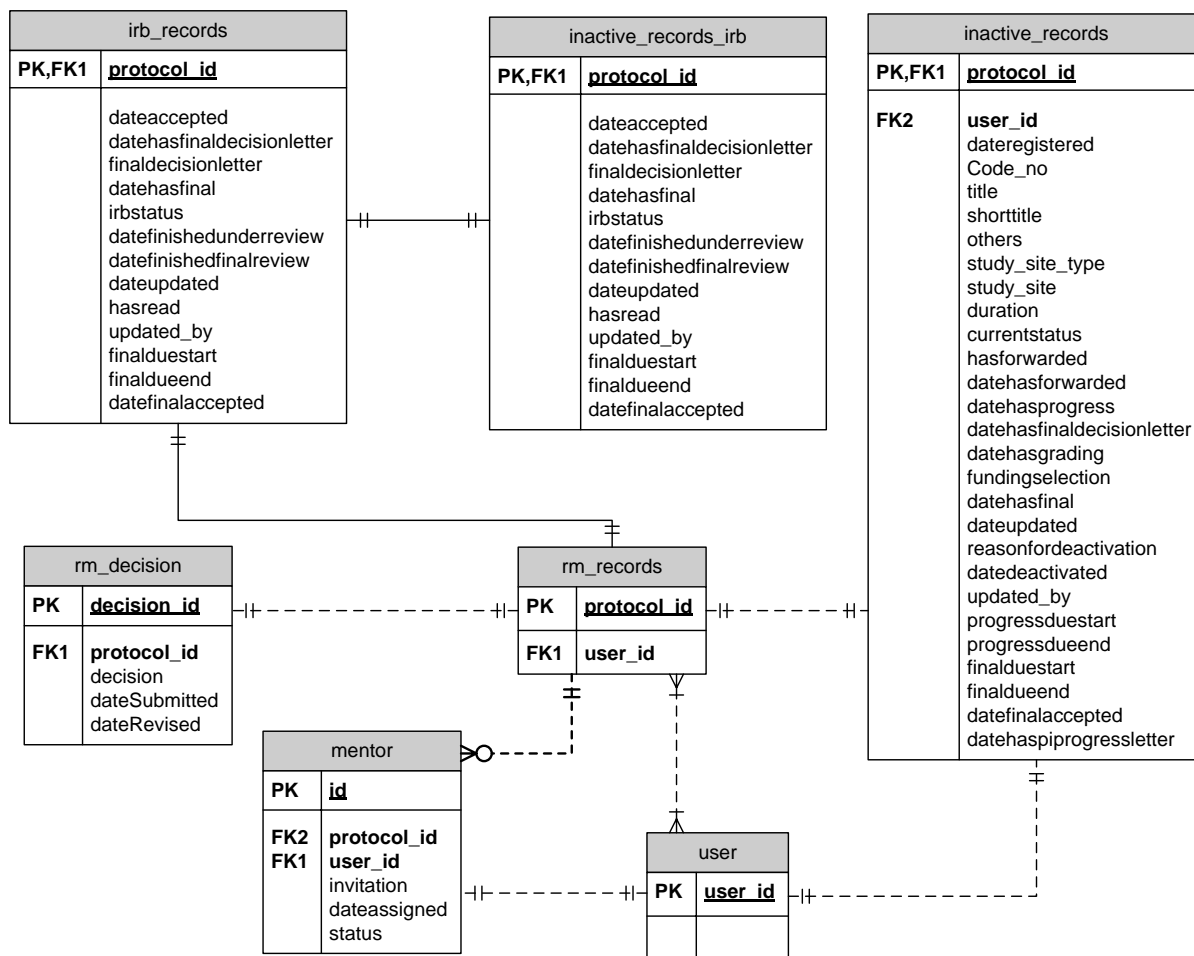 irb_records
PK,FK1 protocol_id
dateaccepted
datehasfinaldecisionletter
finaldecisionletter
datehasfinal
irbstatus
datefinishedunderreview
datefinishedfinalreview
dateupdated
hasread
updated_by
finalduestart
finaldueend
datefinalaccepted
inactive_records_irb
PK,FK1 protocol_id
dateaccepted
datehasfinaldecisionletter
finaldecisionletter
datehasfinal
irbstatus
datefinishedunderreview
datefinishedfinalreview
dateupdated
hasread
updated_by
finalduestart
finaldueend
datefinalaccepted
inactive_records
PK,FK1 protocol_id
FK2 user_id
dateregistered
Code_no
title
shorttitle
others
study_site_type
study_site
duration
currentstatus
hasforwarded
datehasforwarded
datehasprogress
datehasfinaldecisionletter
datehasgrading
fundingselection
datehasfinal
dateupdated
reasonfordeactivation
datedeactivated
updated_by
progressduestart
progressdueend
finalduestart
finaldueend
datefinalaccepted
datehaspiprogressletter
rm_decision
PK decision_id
FK1 protocol_id
decision
dateSubmitted
dateRevised
rm_records
PK protocol_id
FK1 user_id
mentor
PK id
FK2 protocol_id
FK1 user_id
invitation
dateassigned
status
user
PK user_id